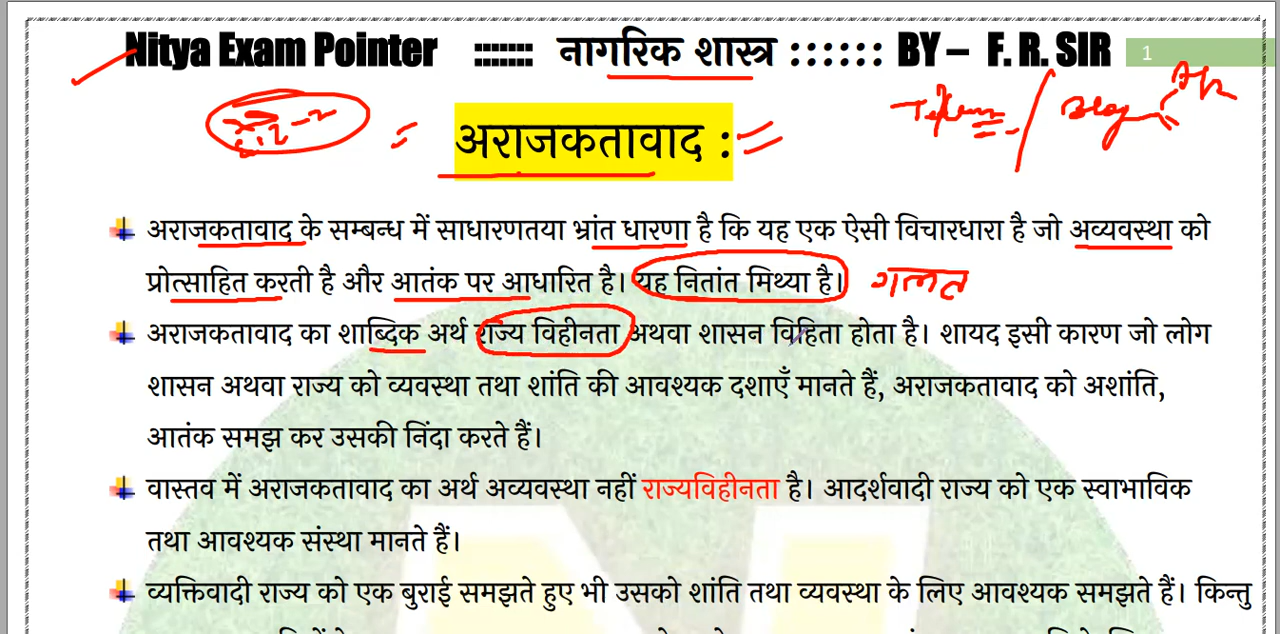 Nitya Exam Pointer ::::::: नागरिक शास्त्र :::::: BY – F. R. SIR 1
अराजकतावाद :
अराजकतावाद के सम्बन्ध में साधारणतया भ्रांत धारणा है कि यह एक ऐसी विचारधारा है जो अव्यवस्था को
प्रोत्साहित करती है और आतंक पर आधारित है। यह नितांत मिथ्या है। गलत
अराजकतावाद का शाब्दिक अर्थ राज्य विहीनता अथवा शासन विहिता होता है। शायद इसी कारण जो लोग
शासन अथवा राज्य को व्यवस्था तथा शांति की आवश्यक दशाएँ मानते हैं, अराजकतावाद को अशांति,
आतंक समझ कर उसकी निंदा करते हैं।
वास्तव में अराजकतावाद का अर्थ अव्यवस्था नहीं राज्यविहीनता है। आदर्शवादी राज्य को एक स्वाभाविक
तथा आवश्यक संस्था मानते हैं।
व्यक्तिवादी राज्य को एक बुराई समझते हुए भी उसको शांति तथा व्यवस्था के लिए आवश्यक समझते हैं। किन्तु